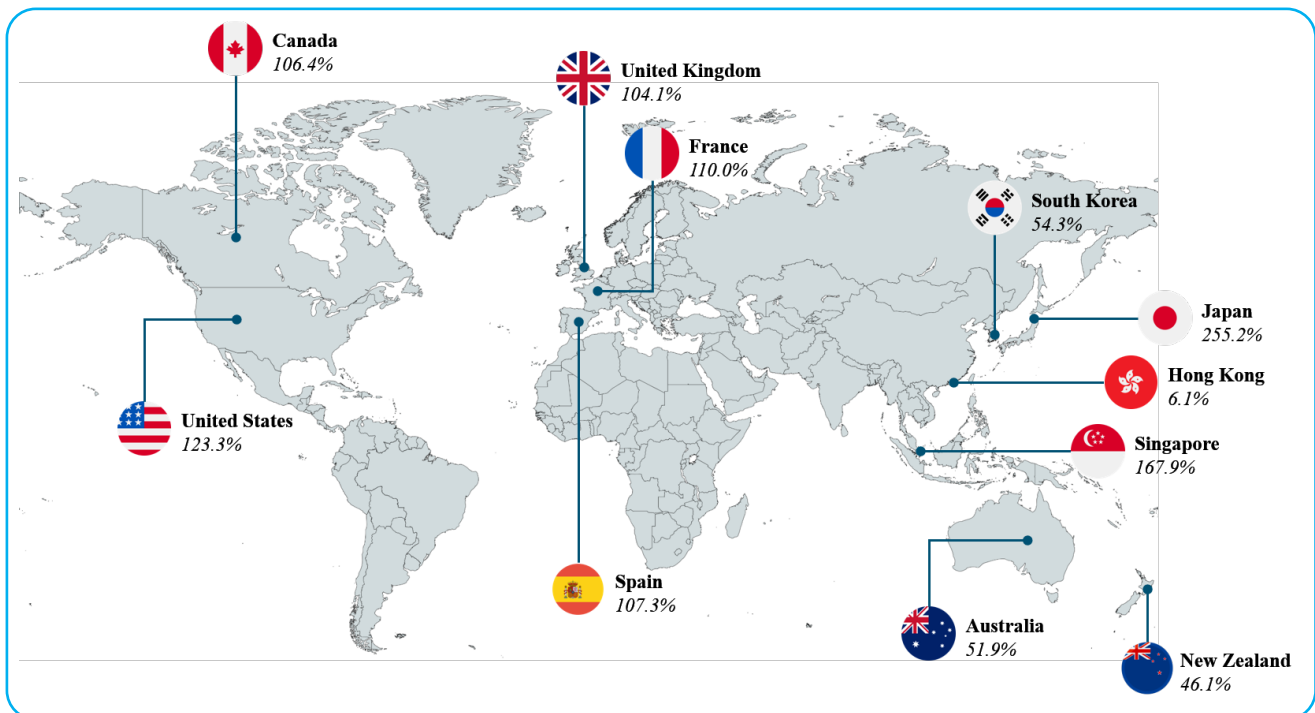 Canada
106.4%
United Kingdom
104.1%
France
110.0%
South Korea
54.3%
Japan
255.2%
Hong Kong
6.1%
United States
123.3%
Singapore
167.9%
Spain
107.3%
Australia
51.9%
New Zealand
46.1%